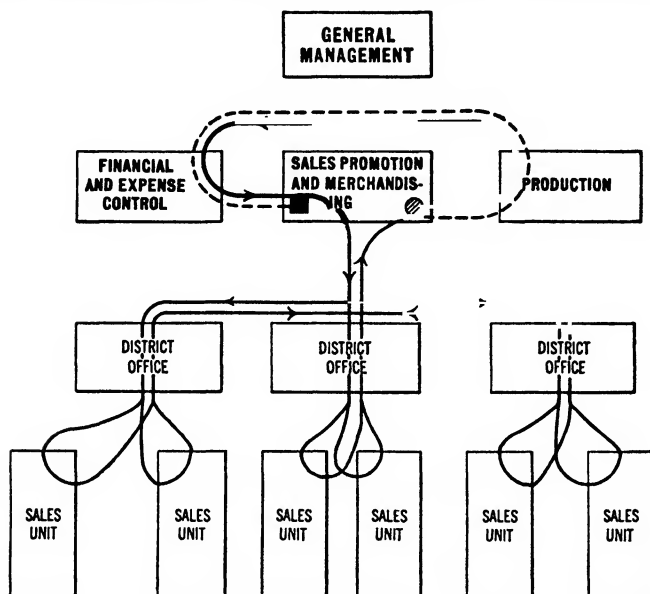 GENERAL
MANAGEMENT
FINANCIAL
AND EXPENSE
CONTROL
SALES PROMOTION
AND MERCHANDIS-
ING
PRODUCTION
DISTRICT
OFFICE
DISTRICT
OFFICE
DISTRICT
OFFICE
SALES
UNIT
SALES
UNIT
SALES
UNIT
SALES
UNIT
SALES
UNIT
SALES
UNIT